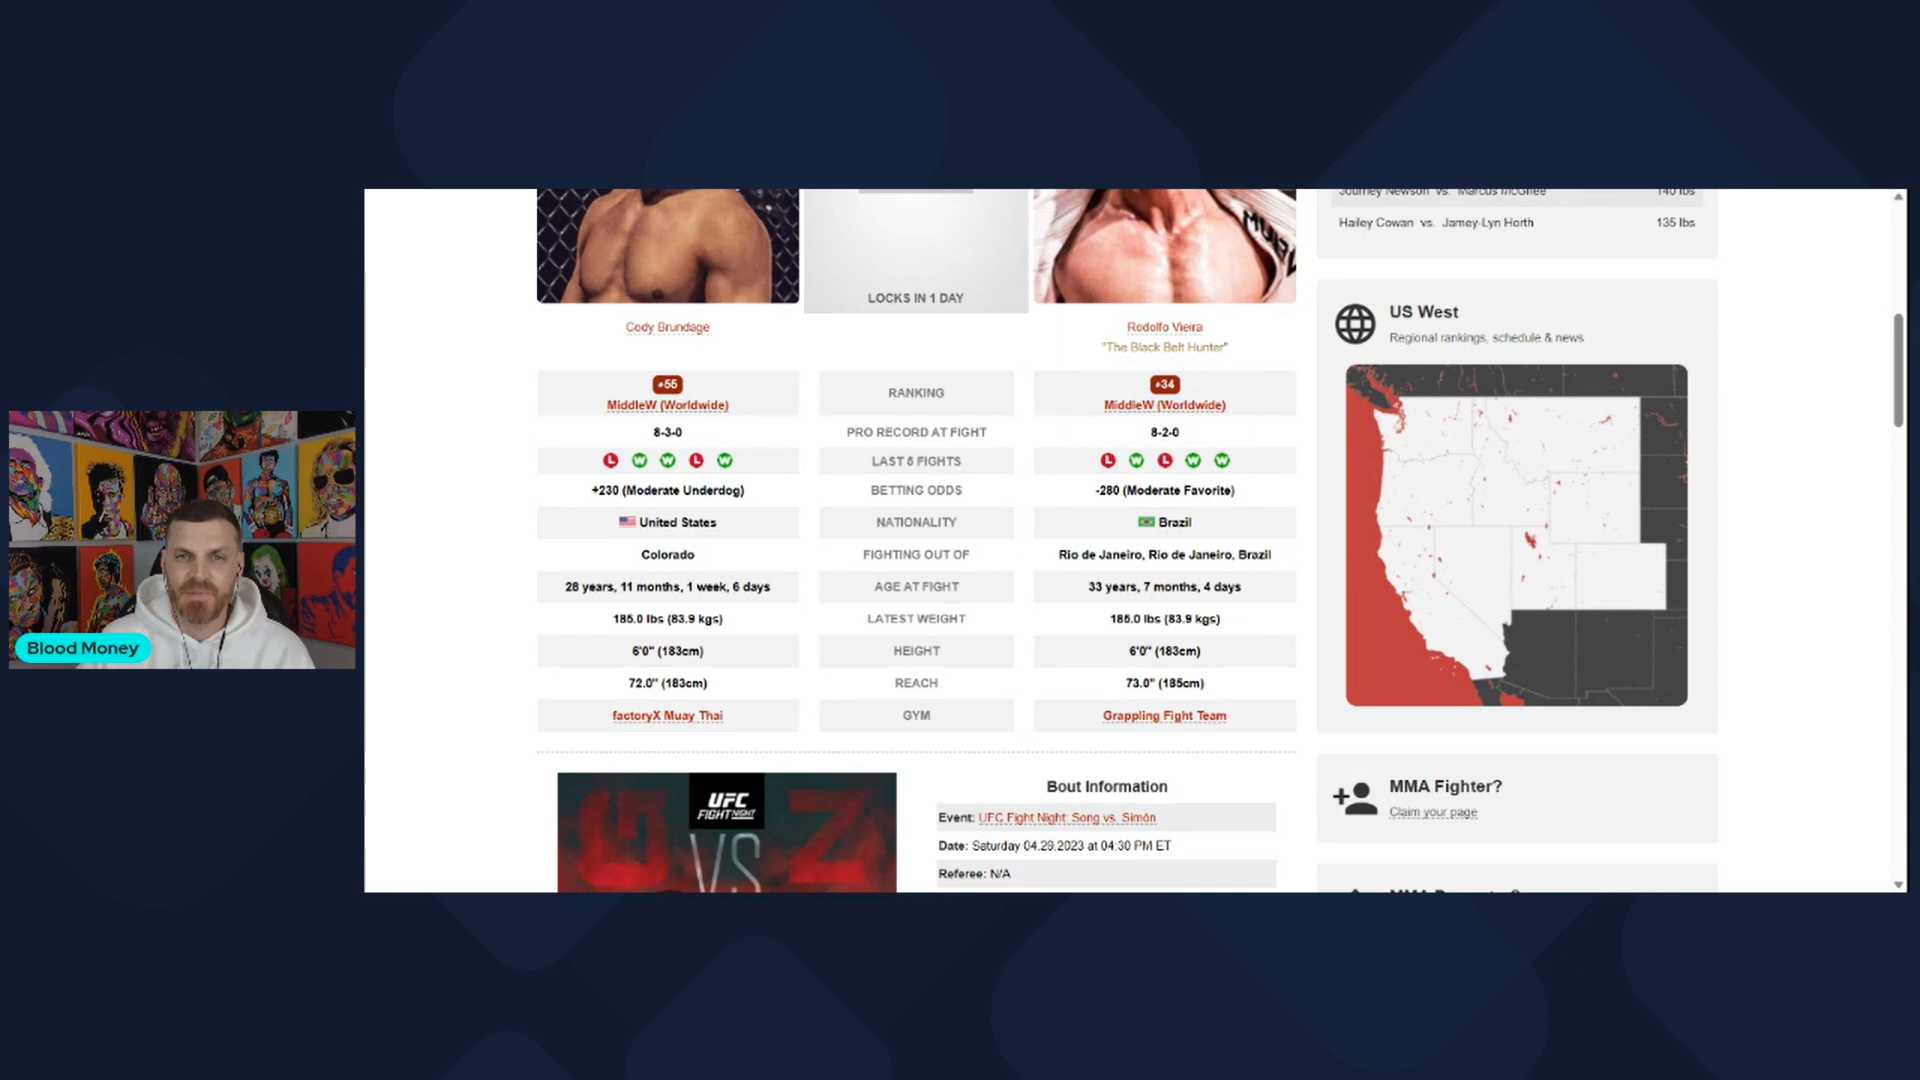 Journey Newson vs. Marcus McGhee 140 lbs
Hailey Cowan vs. Jamey-Lyn Horth 135 lbs
LOCKS IN 1 DAY
Cody Brundage
Rodolfo Vieira
"The Black Belt Hunter"
#55 RANKING #34
MiddleW (Worldwide) MiddleW (Worldwide)
8-3-0 PRO RECORD AT FIGHT 8-2-0
L W W L W LAST 5 FIGHTS L W L W W
+230 (Moderate Underdog) BETTING ODDS -280 (Moderate Favorite)
United States NATIONALITY Brazil
Colorado FIGHTING OUT OF Rio de Janeiro, Rio de Janeiro, Brazil
28 years, 11 months, 1 week, 6 days AGE AT FIGHT 33 years, 7 months, 4 days
185.0 lbs (83.9 kgs) LATEST WEIGHT 185.0 lbs (83.9 kgs)
6'0" (183cm) HEIGHT 6'0" (183cm)
72.0" (183cm) REACH 73.0" (185cm)
factoryX Muay Thai GYM Grappling Fight Team
UFC
FIGHT NIGHT
VS
Bout Information
Event: UFC Fight Night: Song vs. Simón
Date: Saturday 04.29.2023 at 04:30 PM ET
Referee: N/A
US West
Regional rankings, schedule & news
MMA Fighter?
Claim your page
Blood Money